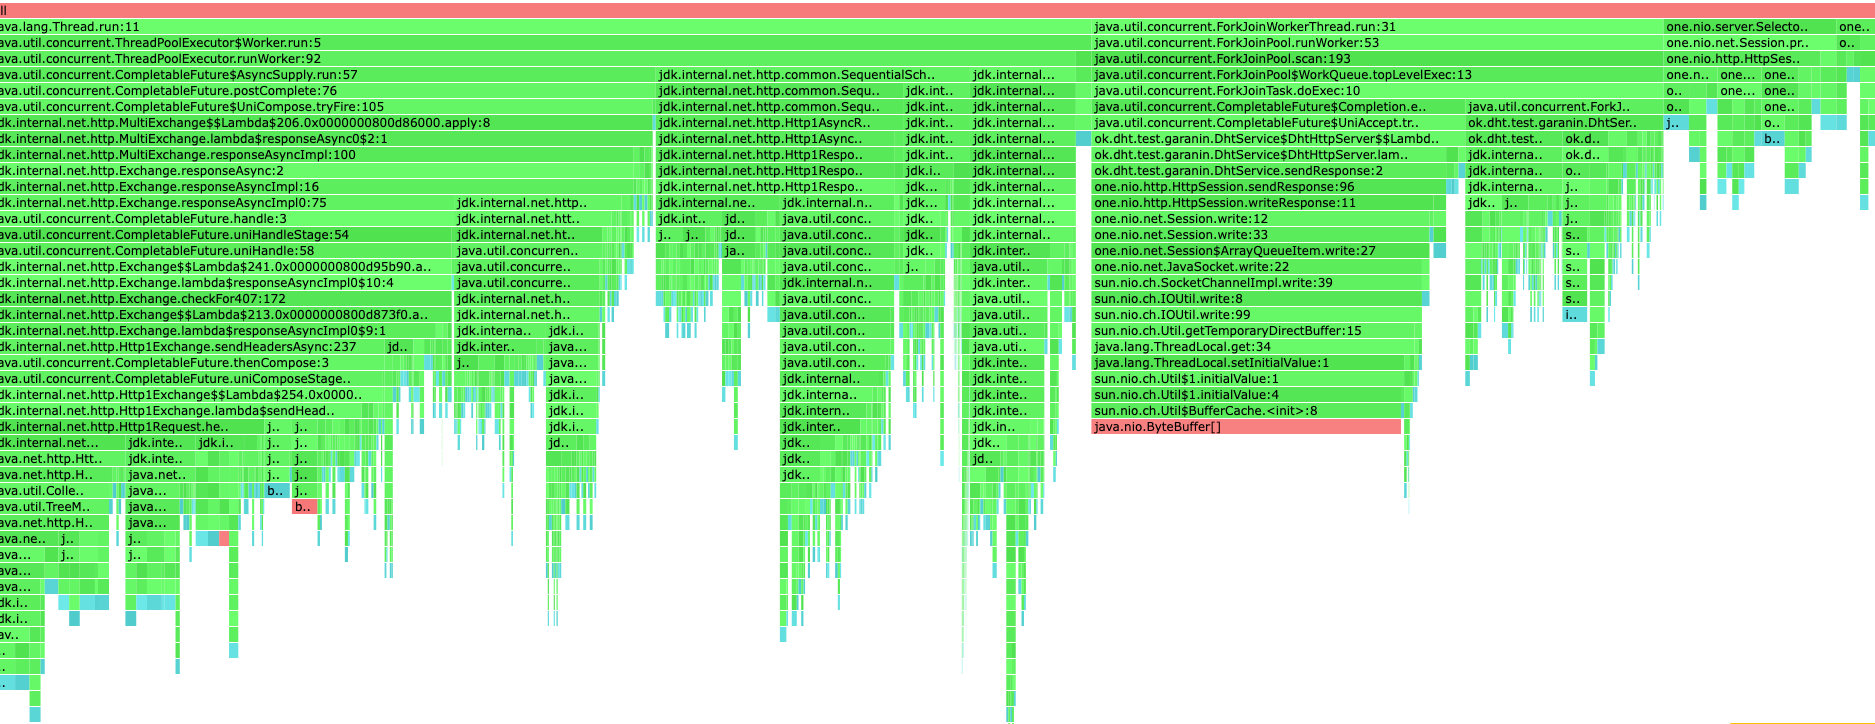 ll
ava.lang.Thread.run:11 java.util.concurrent.ForkJoinWorkerThread.run:31 one.nio.server.Selecto.. one..
ava.util.concurrent.ThreadPoolExecutor$Worker.run:5 java.util.concurrent.ForkJoinPool.runWorker:53 one.nio.net.Session.pr.. o..
ava.util.concurrent.ThreadPoolExecutor.runWorker:92 java.util.concurrent.ForkJoinPool.scan:193 one.nio.http.HttpSes..
ava.util.concurrent.CompletableFuture$AsyncSupply.run:57 jdk.internal.net.http.common.SequentialSch.. jdk.internal... java.util.concurrent.ForkJoinPool$WorkQueue.topLevelExec:13 one.n.. one... one..
ava.util.concurrent.CompletableFuture.postComplete:76 jdk.internal.net.http.common.Sequ.. jdk.int.. jdk.internal... java.util.concurrent.ForkJoinTask.doExec:10 o.. one... one..
ava.util.concurrent.CompletableFuture$UniCompose.tryFire:105 jdk.internal.net.http.common.Sequ.. jdk.int.. jdk.internal... java.util.concurrent.CompletableFuture$Completion.e.. java.util.concurrent.ForkJ.. o.. one..
dk.internal.net.http.MultiExchange$$Lambda$206.0x0000000800d86000.apply:8 jdk.internal.net.http.Http1AsyncR.. jdk.int.. jdk.internal... java.util.concurrent.CompletableFuture$UniAccept.tr.. ok.dht.test.garanin.DhtSer.. j.. o..
dk.internal.net.http.MultiExchange.lambda$responseAsync0$2:1 jdk.internal.net.http.Http1Async.. jdk.int.. jdk.internal... ok.dht.test.garanin.DhtService$DhtHttpServer$$Lambd.. ok.dht.test.. ok.d.. b..
dk.internal.net.http.MultiExchange.responseAsyncImpl:100 jdk.internal.net.http.Http1Respo.. jdk.int.. jdk.internal... ok.dht.test.garanin.DhtService$DhtHttpServer.lam.. jdk.interna.. ok.d..
dk.internal.net.http.Exchange.responseAsync:2 jdk.internal.net.http.Http1Respo.. jdk.i.. jdk.internal... ok.dht.test.garanin.DhtService.sendResponse:2 jdk.interna.. o..
dk.internal.net.http.Exchange.responseAsyncImpl:16 jdk.internal.net.http.Http1Respo.. jdk... jdk.internal... one.nio.http.HttpSession.sendResponse:96 jdk.interna.. j..
dk.internal.net.http.Exchange.responseAsyncImpl0:75 jdk.internal.net.http.. jdk.internal.ne.. jdk.internal.n.. jdk... jdk.internal... one.nio.http.HttpSession.writeResponse:11 jdk.. j.. j..
ava.util.concurrent.CompletableFuture.handle:3 jdk.internal.net.htt.. jdk.int.. jd.. java.util.conc.. jdk.. jdk.internal... one.nio.net.Session.write:12 j..
ava.util.concurrent.CompletableFuture.uniHandleStage:54 jdk.internal.net.ht.. j.. j.. jd.. java.util.conc.. jdk.. jdk.internal.. one.nio.net.Session.write:33 s..
ava.util.concurrent.CompletableFuture.uniHandle:58 java.util.concurren.. ja.. java.util.conc.. jdk.. jdk.inter.. one.nio.net.Session$ArrayQueueItem.write:27 s..
dk.internal.net.http.Exchange$$Lambda$241.0x0000000800d95b90.a.. java.util.concurre.. java.util.conc.. j.. java.util.. one.nio.net.JavaSocket.write:22 s..
dk.internal.net.http.Exchange.lambda$responseAsyncImpl0$10:4 java.util.concurre.. jdk.internal.n.. jdk.inter.. sun.nio.ch.SocketChannelImpl.write:39 s..
dk.internal.net.http.Exchange.checkFor407:172 jdk.internal.net.h.. java.util.conc.. java.util.. sun.nio.ch.IOUtil.write:8 s..
dk.internal.net.http.Exchange$$Lambda$213.0x0000000800d873f0.a.. jdk.internal.net.h.. java.util.con.. java.util.. sun.nio.ch.IOUtil.write:99 i..
dk.internal.net.http.Exchange.lambda$responseAsyncImpl0$9:1 jdk.interna.. jdk.i.. java.util.con.. java.uti.. sun.nio.ch.Util.getTemporaryDirectBuffer:15
dk.internal.net.http.Http1Exchange.sendHeadersAsync:237 jd.. jdk.inter.. java... java.util.con.. java.uti.. java.lang.ThreadLocal.get:34
ava.util.concurrent.CompletableFuture.thenCompose:3 j.. java... java.util.con.. jdk.inte.. java.lang.ThreadLocal.setInitialValue:1
ava.util.concurrent.CompletableFuture.uniComposeStage.. java... jdk.internal.. jdk.inte.. sun.nio.ch.Util$1.initialValue:1
dk.internal.net.http.Http1Exchange$$Lambda$254.0x0000.. jdk.i.. jdk.interna.. jdk.inte.. sun.nio.ch.Util$1.initialValue:4
dk.internal.net.http.Http1Exchange.lambda$sendHead.. jdk.i.. jdk.intern.. jdk.inte.. sun.nio.ch.Util$BufferCache.&lt;init&gt;:8
dk.internal.net.http.Http1Request.he.. j.. j.. jdk.i.. jdk.inter.. jdk.in.. java.nio.ByteBuffer[]
dk.internal.net... jdk.inte.. jdk.i.. j.. j.. jd.. jdk.. jdk..
ava.net.http.Htt.. jdk.inte.. j.. j.. jdk.. jd..
ava.net.http.H.. java.net.. j.. j.. jdk..
ava.util.Colle.. java... b.. j..
ava.util.TreeM.. java... b..
ava.net.http.H.. java...
ava.ne.. j.. j..
ava... j.. j..
ava...
ava...
dk.i..
dk.i..
av..
..
..
..